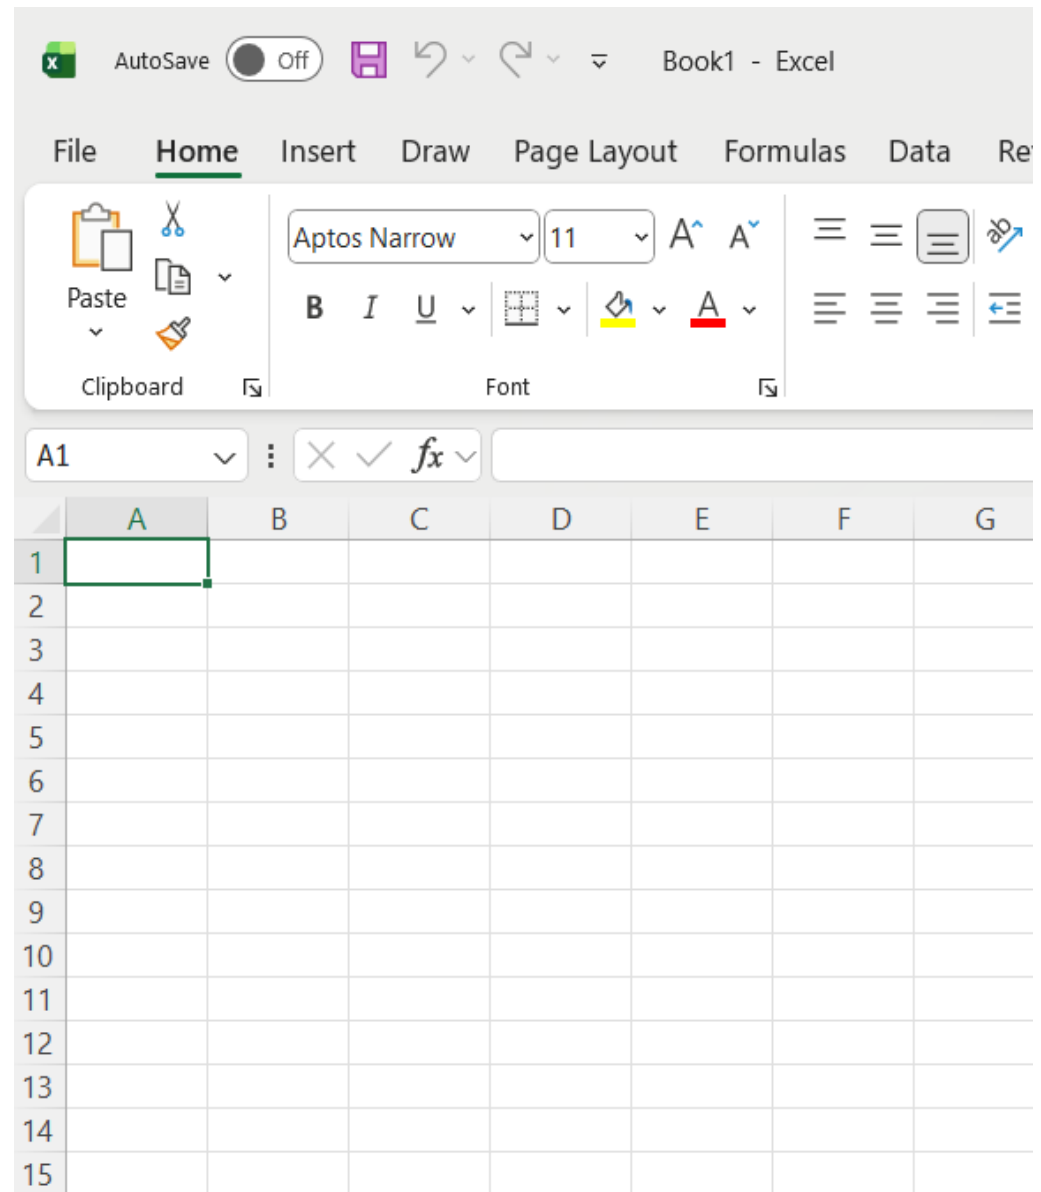 AutoSave Off Book1 - Excel
File Home Insert Draw Page Layout Formulas Data Re
Aptos Narrow 11 A A
Paste B I U A
Clipboard Font
A1 fx
A B C D E F G
1
2
3
4
5
6
7
8
9
10
11
12
13
14
15